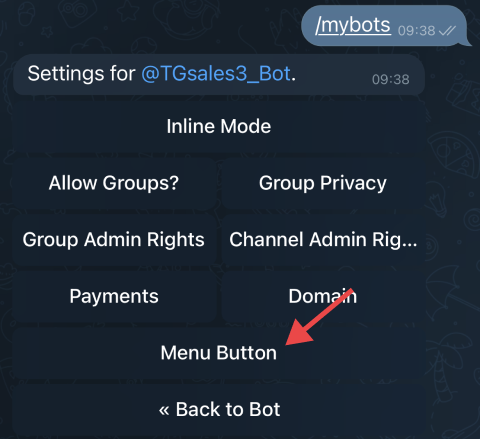 /mybots 09:38
Settings for @TGsales3_Bot.
09:38
Inline Mode
Allow Groups? Group Privacy
Group Admin Rights Channel Admin Rig...
Payments Domain
Menu Button
« Back to Bot